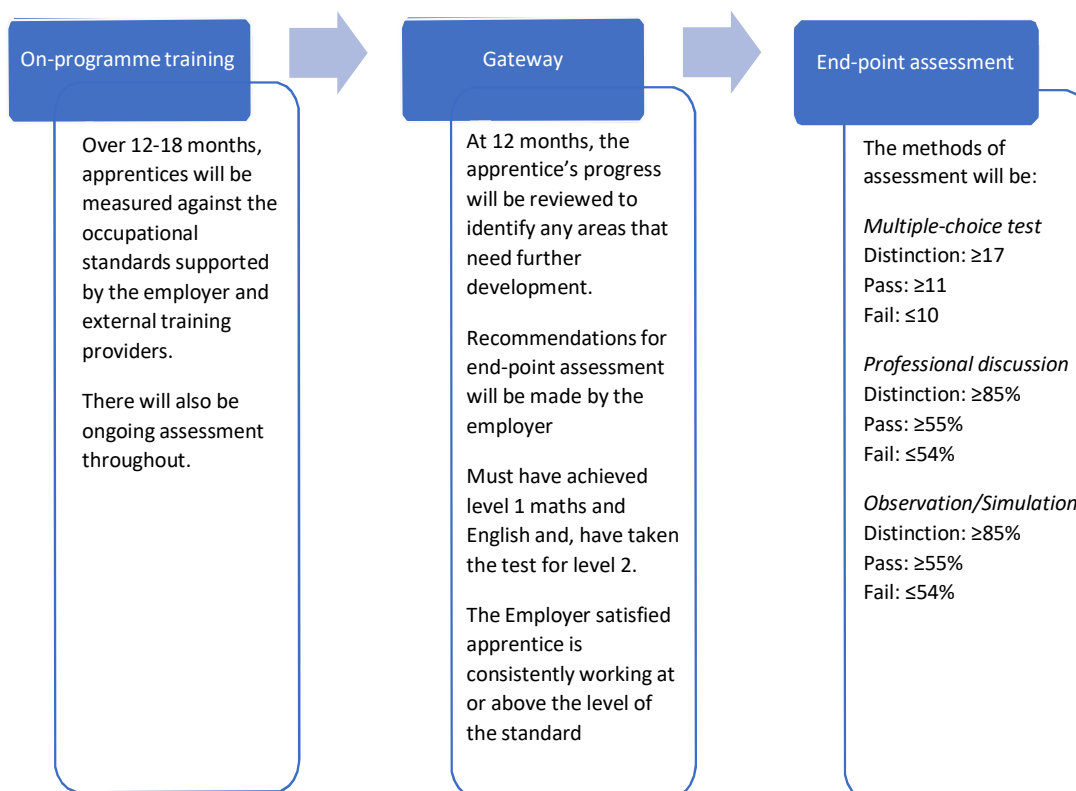 On-programme training
Over 12-18 months,
apprentices will be
measured against the
occupational
standards supported
by the employer and
external training
providers.
There will also be
ongoing assessment
throughout.
Gateway
At 12 months, the
apprentice's progress
will be reviewed to
identify any areas that
need further
development.
Recommendations for
end-point assessment
will be made by the
employer
Must have achieved
level 1 maths and
English and, have taken
the test for level 2.
The Employer satisfied
apprentice is
consistently working at
or above the level of
the standard
End-point assessment
The methods of
assessment will be:
Multiple-choice test
Distinction: ≥17
Pass: ≥11
Fail: ≤10
Professional discussion
Distinction: ≥85%
Pass: ≥55%
Fail: ≤54%
Observation/Simulation
Distinction: ≥85%
Pass: ≥55%
Fail: ≤54%